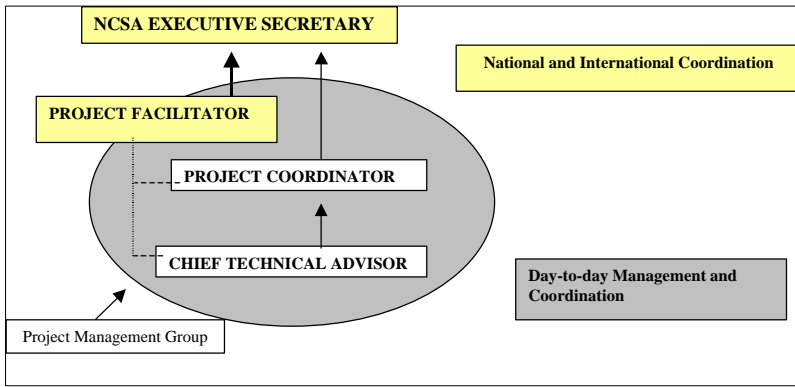 NCSA EXECUTIVE SECRETARY
National and International Coordination
PROJECT FACILITATOR
PROJECT COORDINATOR
CHIEF TECHNICAL ADVISOR
Day-to-day Management and
Coordination
Project Management Group